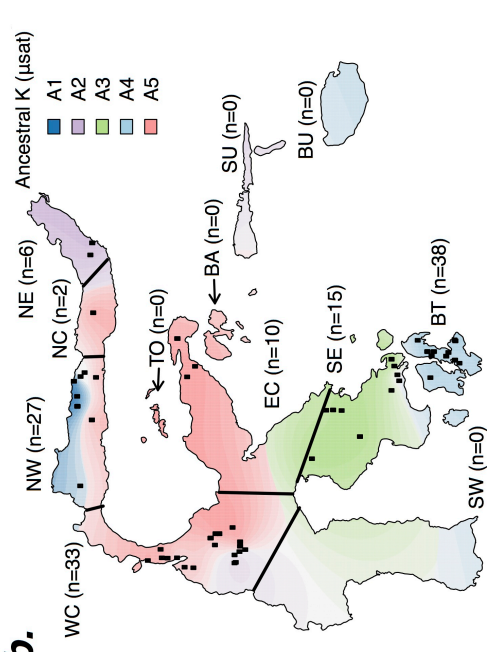 b.
Ancestral K (µsat)
A1
A2
A3
A4
A5
NE (n=6)
NC (n=2)
NW (n=27)
WC (n=33)
TO (n=0)
BA (n=0)
SU (n=0)
BU (n=0)
EC (n=10)
SE (n=15)
BT (n=38)
SW (n=0)